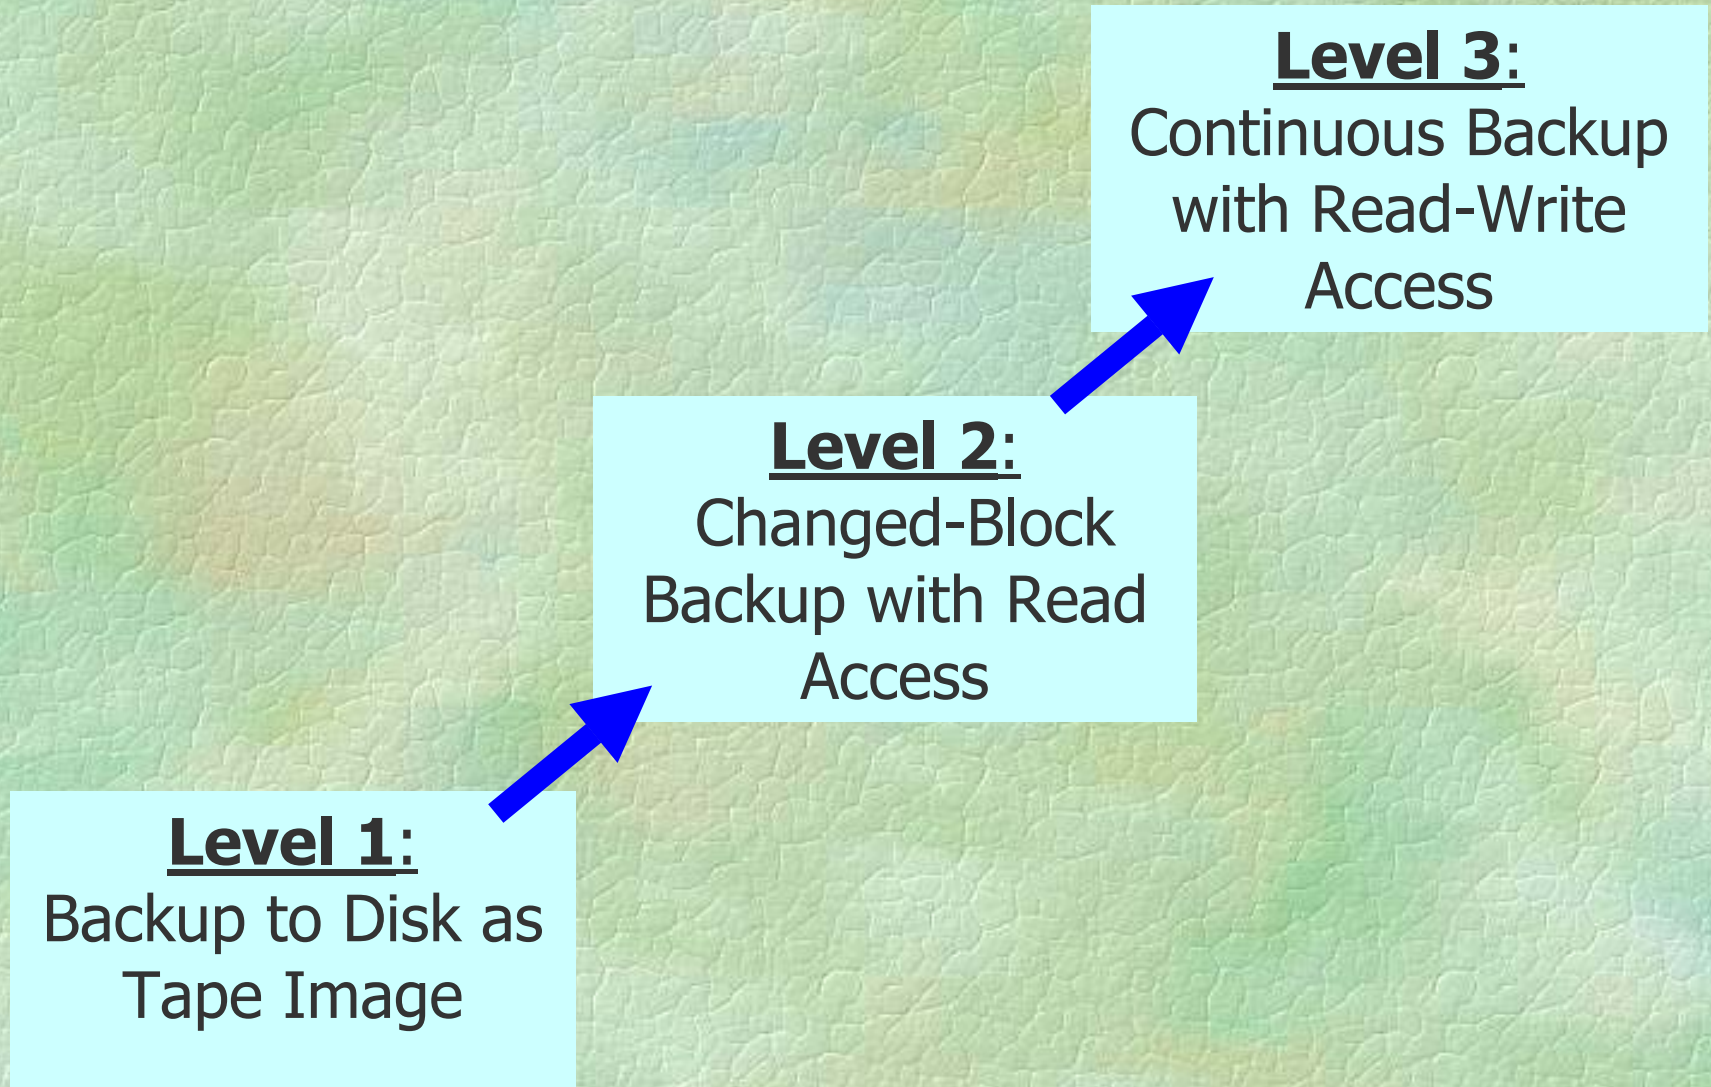 Level 3:
Continuous Backup
with Read-Write
Access
Level 2:
Changed-Block
Backup with Read
Access
Level 1:
Backup to Disk as
Tape Image